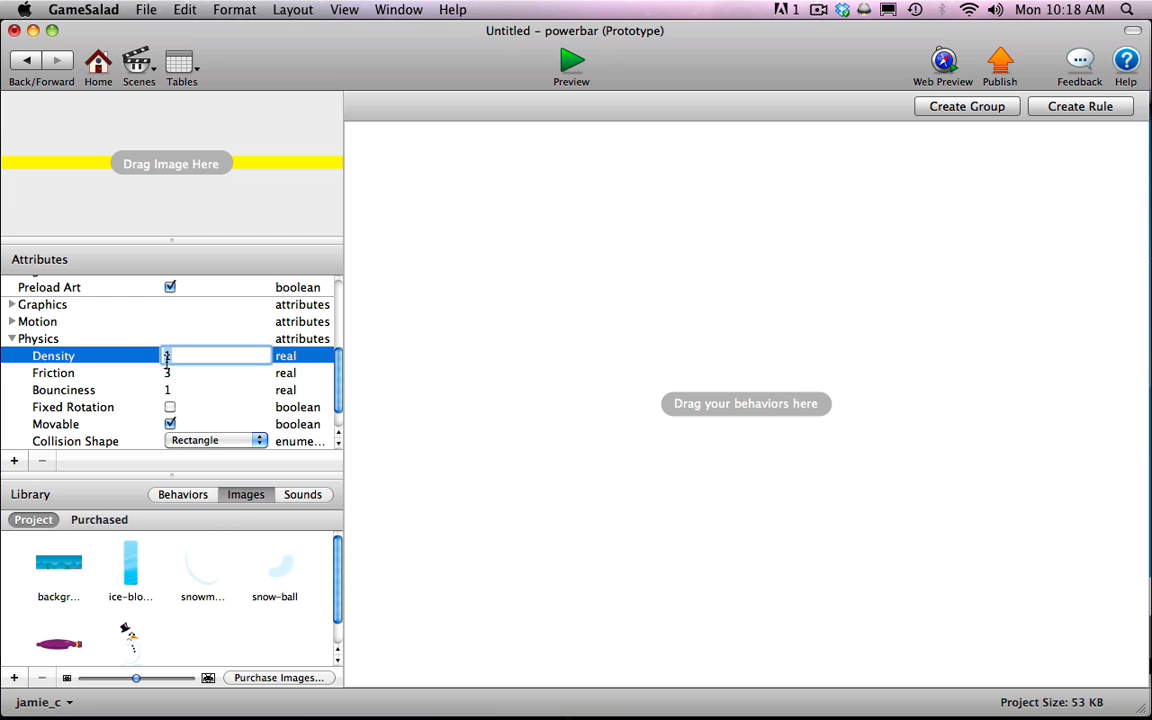 GameSalad File Edit Format Layout View Window Help 1 Mon 10:18 AM
Untitled – powerbar (Prototype)
Back/Forward Home Scenes Tables Preview Web Preview Publish Feedback Help
Create Group Create Rule
Drag Image Here
Attributes
Preload Art boolean
Graphics attributes
Motion attributes
Physics attributes
Density real
Friction 3 real
Bounciness 1 real
Fixed Rotation boolean
Movable boolean
Collision Shape Rectangle enume...
Drag your behaviors here
Library Behaviors Images Sounds
Project Purchased
backgr... ice-blo... snowm... snow-ball
Purchase Images...
jamie_c Project Size: 53 KB